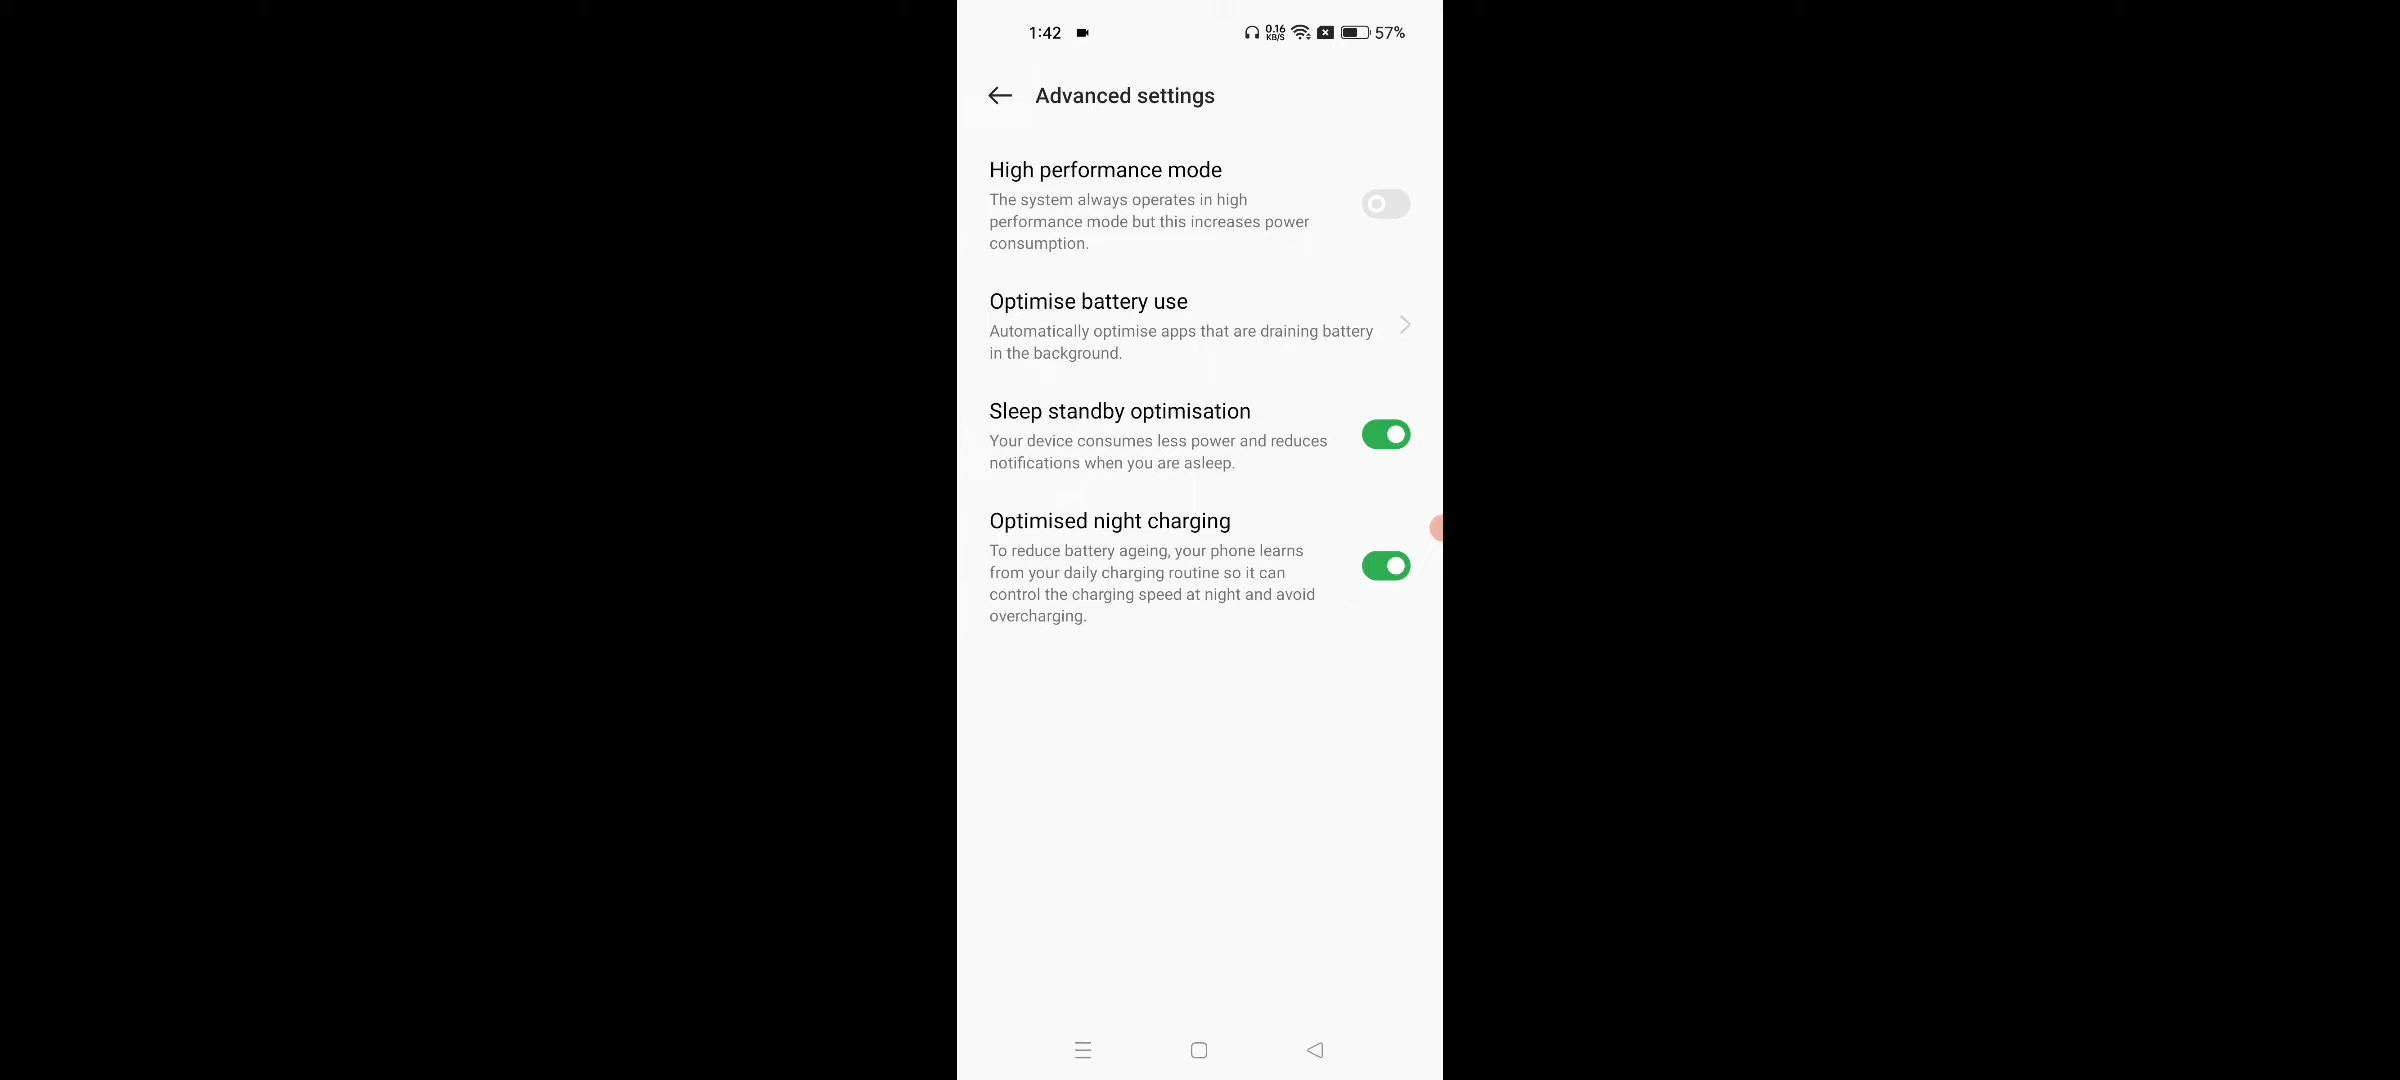 1:42
0.16
KB/S
57%
Advanced settings
High performance mode
The system always operates in high
performance mode but this increases power
consumption.
Optimise battery use
Automatically optimise apps that are draining battery
in the background.
Sleep standby optimisation
Your device consumes less power and reduces
notifications when you are asleep.
Optimised night charging
To reduce battery ageing, your phone learns
from your daily charging routine so it can
control the charging speed at night and avoid
overcharging.